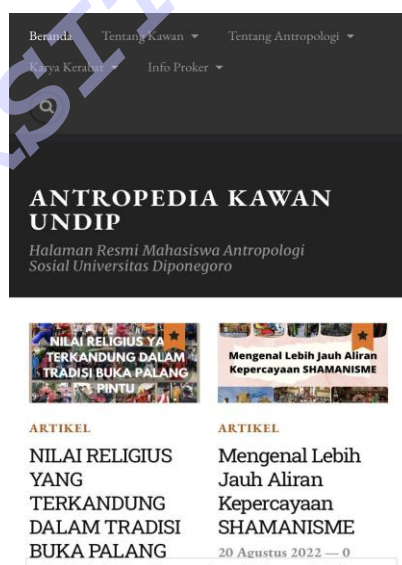 Beranda Tentang Kawan Tentang Antropologi
Karya Kerabat Info Proker
ANTROPEDIA KAWAN
UNDIP
Halaman Resmi Mahasiswa Antropologi
Sosial Universitas Diponegoro
NILAI RELIGIUS YA
TERKANDUNG DALAM
TRADISI BUKA PALANG
PINTU
Mengenal Lebih Jauh Aliran
Kepercayaan SHAMANISME
ARTIKEL
NILAI RELIGIUS
YANG
TERKANDUNG
DALAM TRADISI
BUKA PALANG
ARTIKEL
Mengenal Lebih
Jauh Aliran
Kepercayaan
SHAMANISME
20 Agustus 2022 — 0